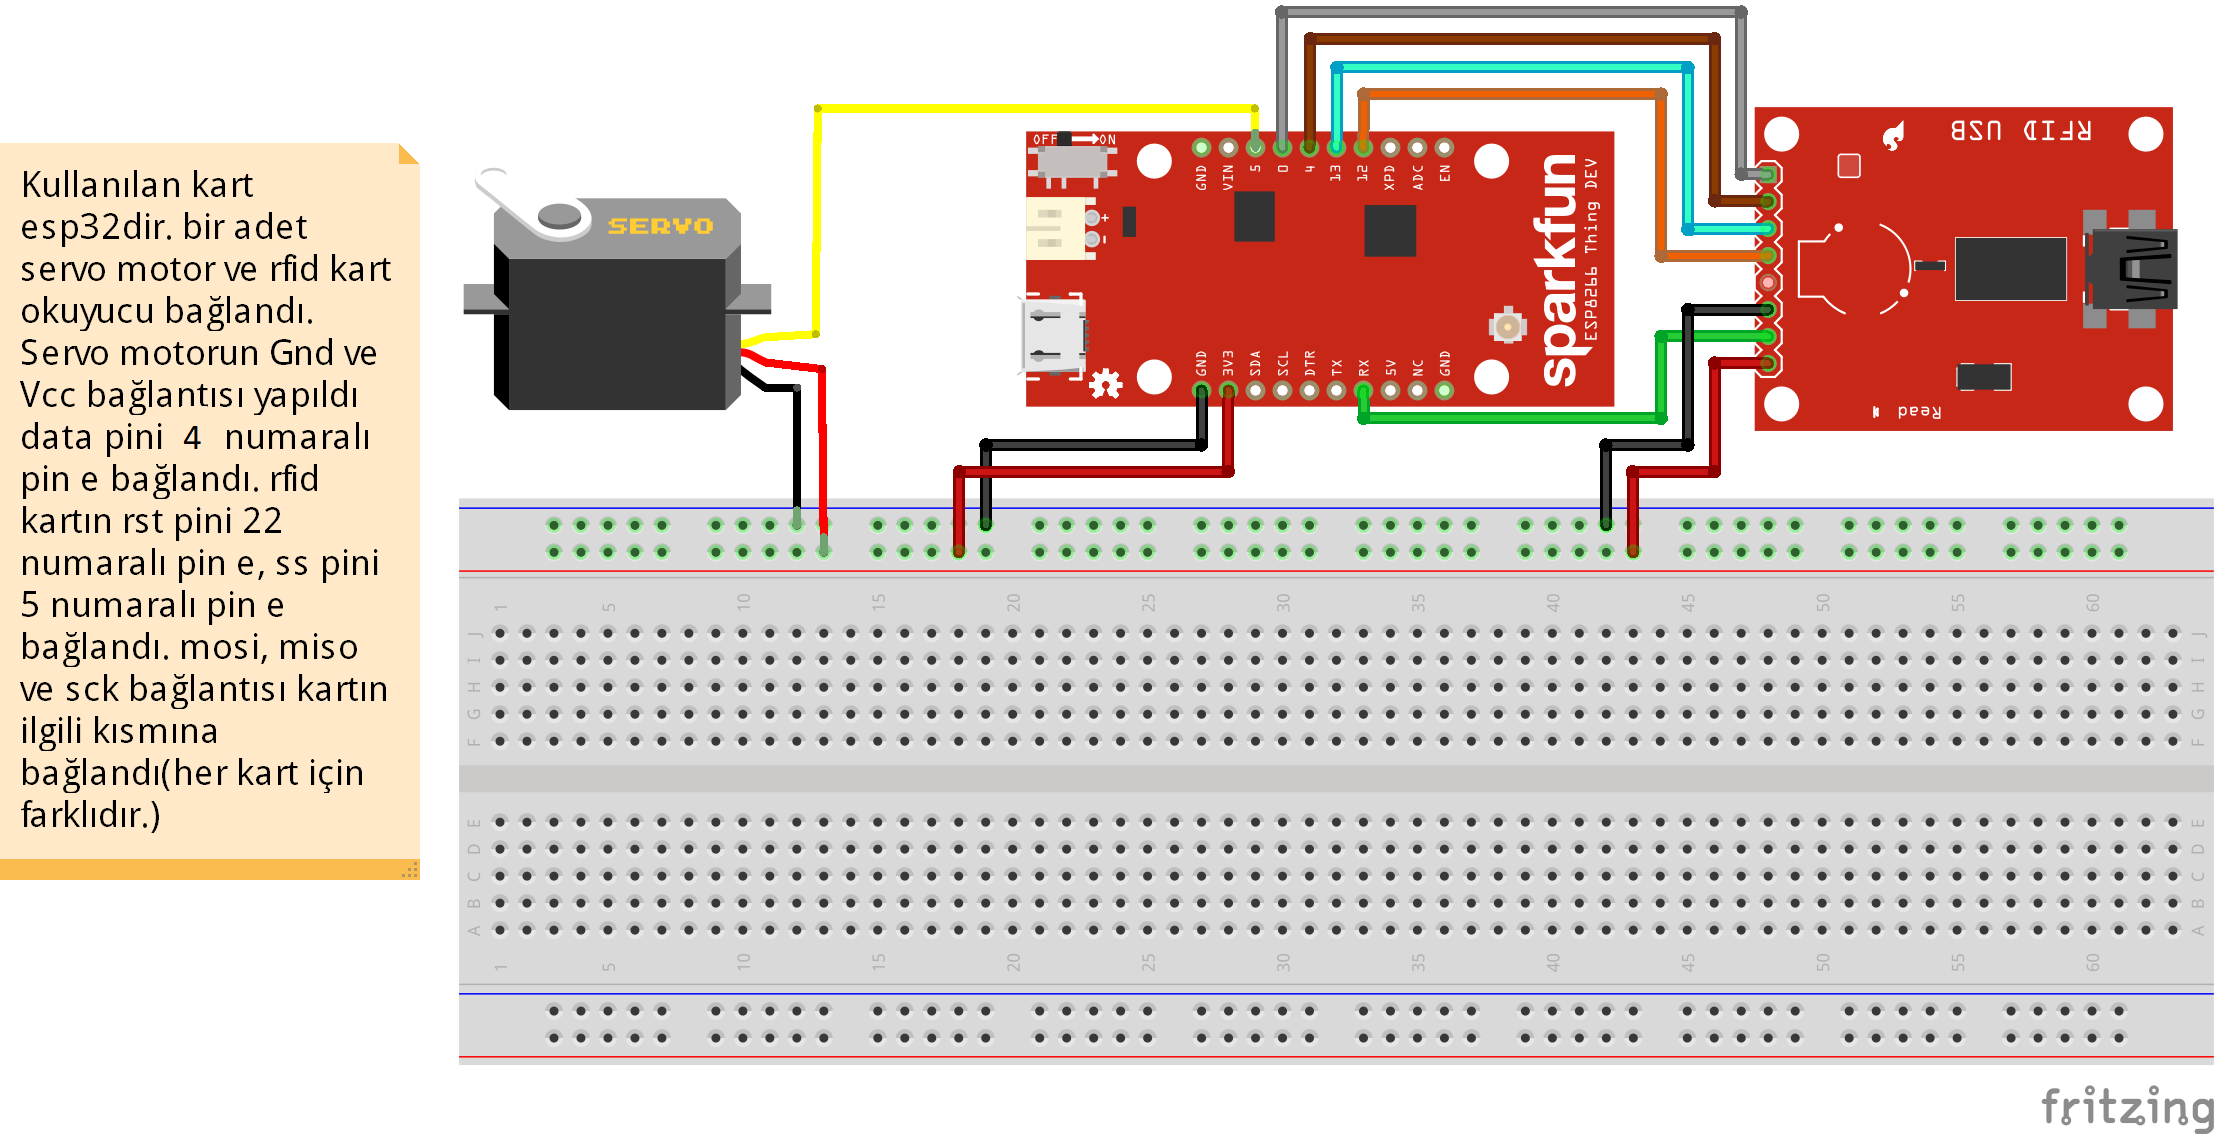 Kullanılan kart
esp32dir. bir adet
servo motor ve rfid kart
okuyucu bağlandı.
Servo motorun Gnd ve
Vcc bağlantısı yapıldı
data pini 4 numaralı
pin e bağlandı. rfid
kartın rst pini 22
numaralı pin e, ss pini
5 numaralı pin e
bağlandı. mosi, miso
ve sck bağlantısı kartın
ilgili kısmına
bağlandı(her kart için
farklıdır.)
SERVO
OFF ON
GND VIN 5 0 4 13 12 XPD ADC EN
+
-
sparkfun
ESP8266 Thing DEV
GND 3V3 SDA SCL DTR TX RX 5V NC GND
RFID USB
Read
1 5 10 15 20 25 30 35 40 45 50 55 60
J J
I I
H H
G G
F F
E E
D D
C C
B B
A A
1 5 10 15 20 25 30 35 40 45 50 55 60
fritzing